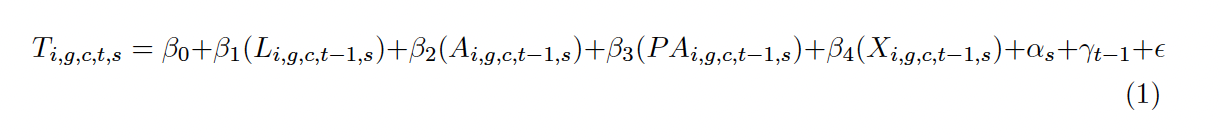 T_{i,g,c,t,s} = β_0+β_1(L_{i,g,c,t−1,s})+β_2(A_{i,g,c,t−1,s})+β_3(PA_{i,g,c,t−1,s})+β_4(X_{i,g,c,t−1,s})+α_s+γ_{t−1}+ϵ
(1)